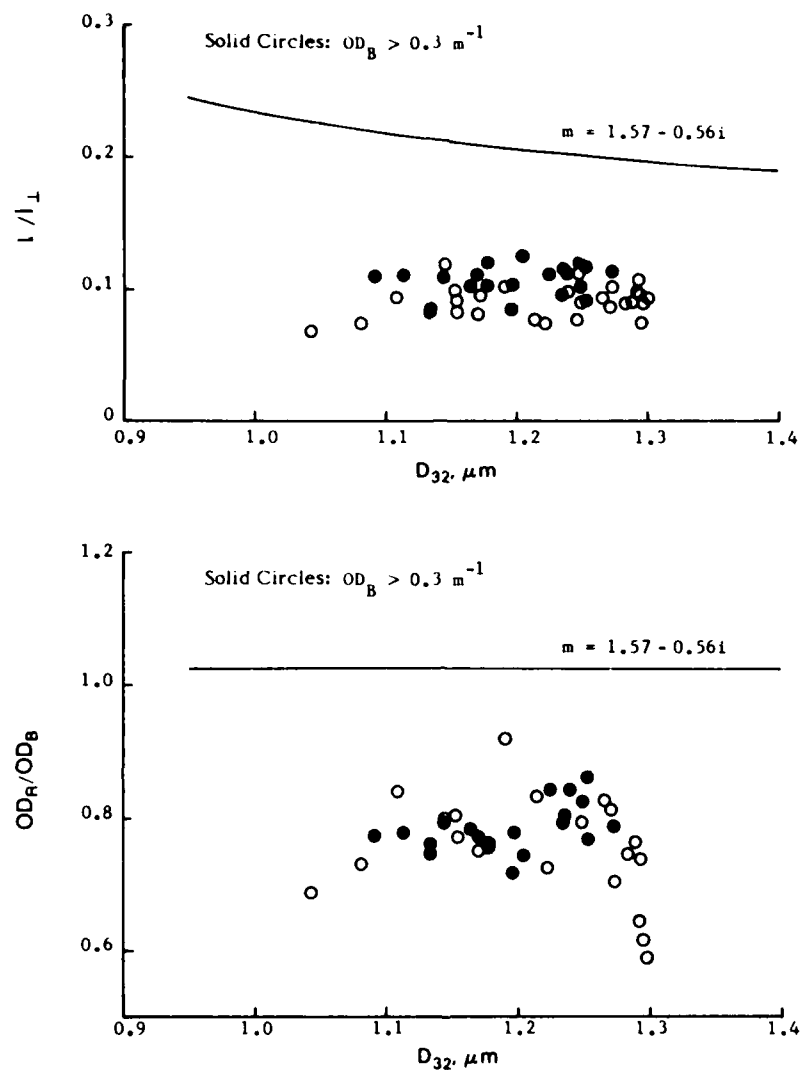 0.3
Solid Circles: OD_B > 0.3 m⁻¹
m = 1.57 - 0.56i
0.2
I /I⊥
0.1
0
0.9 1.0 1.1 1.2 1.3 1.4
D₃₂, μm
1.2
Solid Circles: OD_B > 0.3 m⁻¹
m = 1.57 - 0.56i
1.0
OD_R/OD_B
0.8
0.6
0.9 1.0 1.1 1.2 1.3 1.4
D₃₂, μm